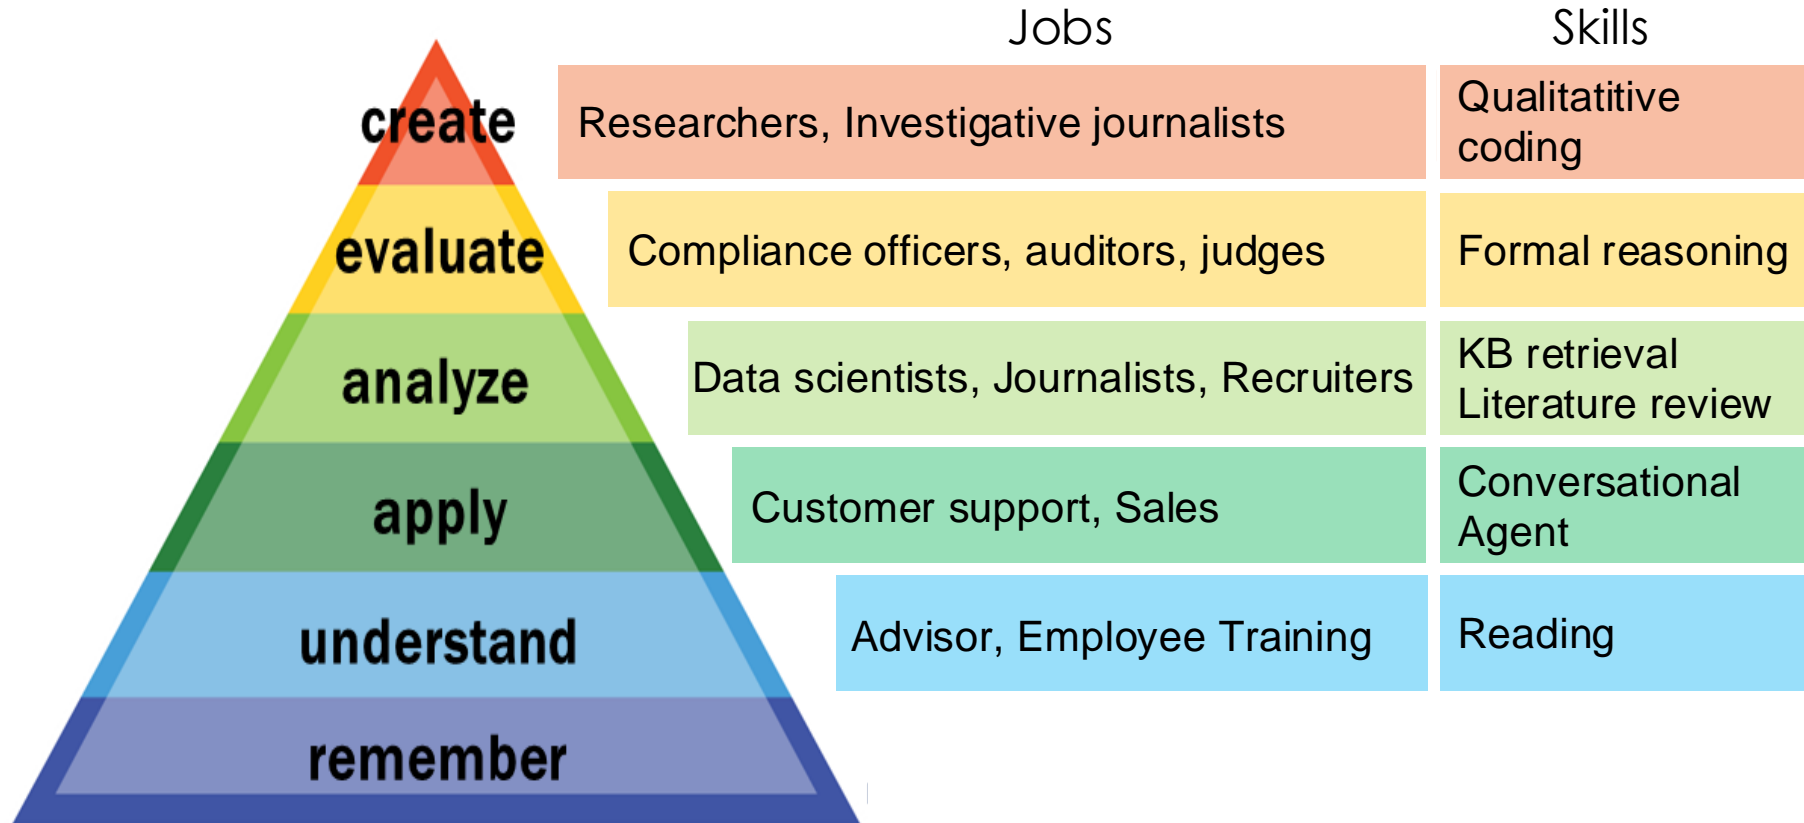 Jobs
Skills
create
Researchers, Investigative journalists
Qualitatitive
coding
evaluate
Compliance officers, auditors, judges
Formal reasoning
analyze
Data scientists, Journalists, Recruiters
KB retrieval
Literature review
apply
Customer support, Sales
Conversational
Agent
understand
Advisor, Employee Training
Reading
remember